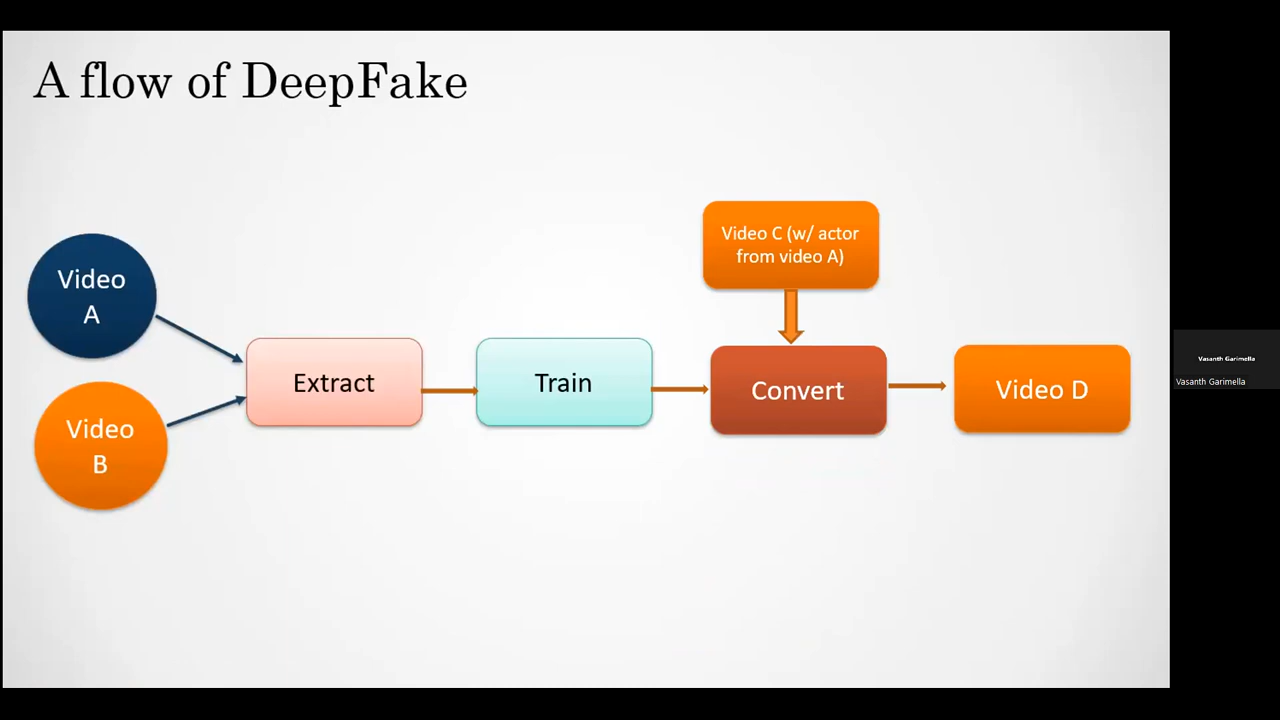 A flow of DeepFake
Video
A
Video
B
Extract
Train
Video C (w/ actor
from video A)
Convert
Video D
Vasanth Garimella
Vasanth Garimella